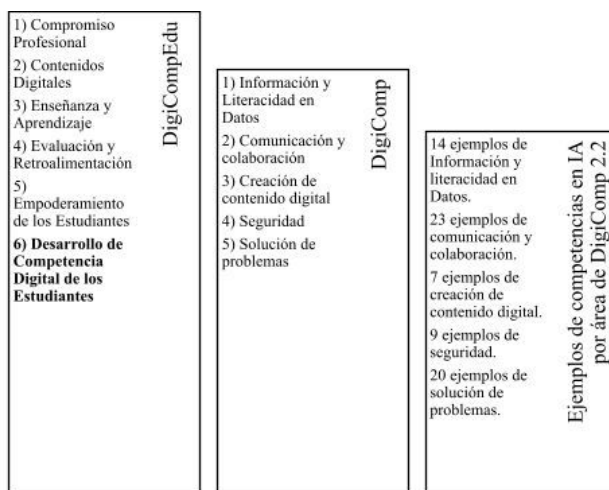 1) Compromiso
Profesional
2) Contenidos
Digitales
3) Enseñanza y
Aprendizaje
4) Evaluación y
Retroalimentación
5)
Empoderamiento
de los Estudiantes
6) Desarrollo de
Competencia
Digital de los
Estudiantes
DigiCompEdu
1) Información y
Literacidad en
Datos
2) Comunicación y
colaboración
3) Creación de
contenido digital
4) Seguridad
5) Solución de
problemas
DigiComp
14 ejemplos de
Información y
literacidad en
Datos.
23 ejemplos de
comunicación y
colaboración.
7 ejemplos de
creación de
contenido digital.
9 ejemplos de
seguridad.
20 ejemplos de
solución de
problemas.
Ejemplos de competencias en IA
por área de DigiComp 2.2